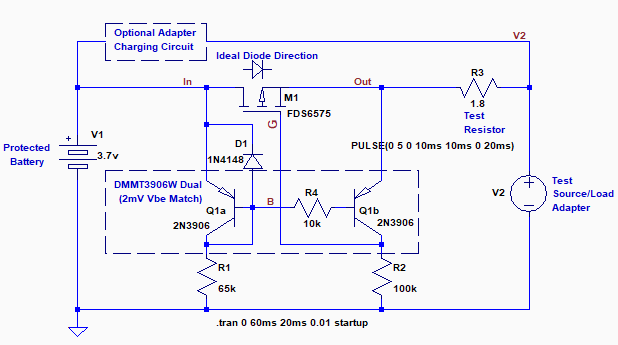 Optional Adapter
Charging Circuit
V2
Ideal Diode Direction
In
Out
R3
1.8
Test
Resistor
M1
FDS6575
G
V1
+
3.7v
Protected
Battery
D1
1N4148
PULSE(0 5 0 10ms 10ms 0 20ms)
DMMT3906W Dual
(2mV Vbe Match)
Q1a
2N3906
B
R4
10k
Q1b
2N3906
V2
Test
Source/Load
Adapter
R1
65k
R2
100k
.tran 0 60ms 20ms 0.01 startup